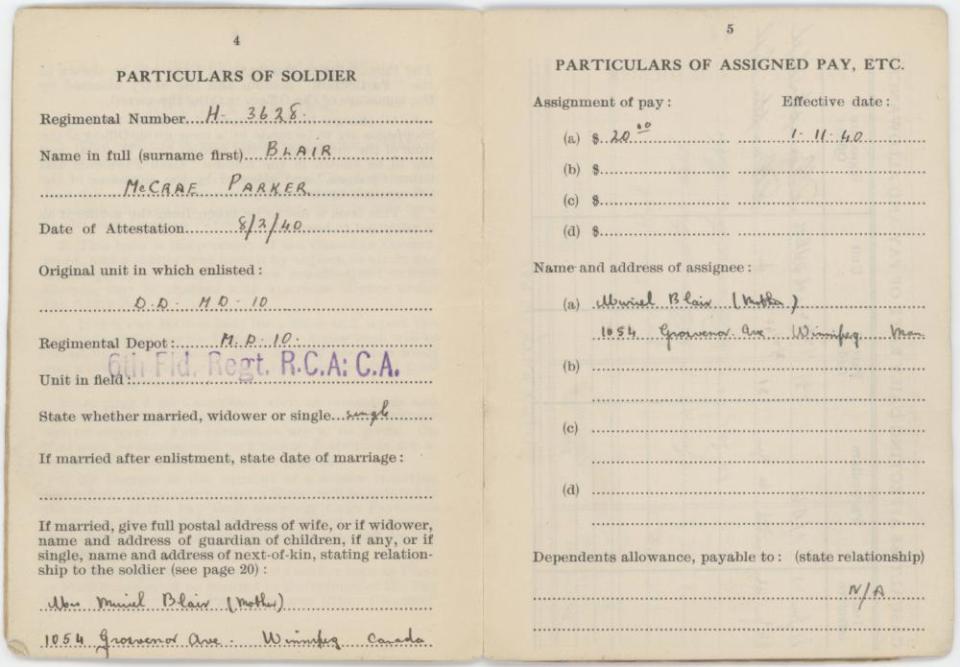 4
PARTICULARS OF SOLDIER
Regimental Number H. 3628.
Name in full (surname first) BLAIR
McCRAE PARKER
Date of Attestation 8/2/40
Original unit in which enlisted:
D.D. MD-10
Regimental Depot: M.D.10.
6th Fld. Regt. R.C.A: C.A.
Unit in field:
State whether married, widower or single single
If married after enlistment, state date of marriage:
If married, give full postal address of wife, or if widower,
name and address of guardian of children, if any, or if
single, name and address of next-of-kin, stating relation-
ship to the soldier (see page 20):
Mrs Muriel Blair (Mother)
1054 Grosvenor Ave. Winnipeg Canada
5
PARTICULARS OF ASSIGNED PAY, ETC.
Assignment of pay: Effective date:
(a) $ 20.00 1.11.40
(b) $
(c) $
(d) $
Name and address of assignee:
(a) Muriel Blair (Mother)
1054 Grosvenor Ave Winnipeg Man
(b)
(c)
(d)
Dependents allowance, payable to: (state relationship)
N/A